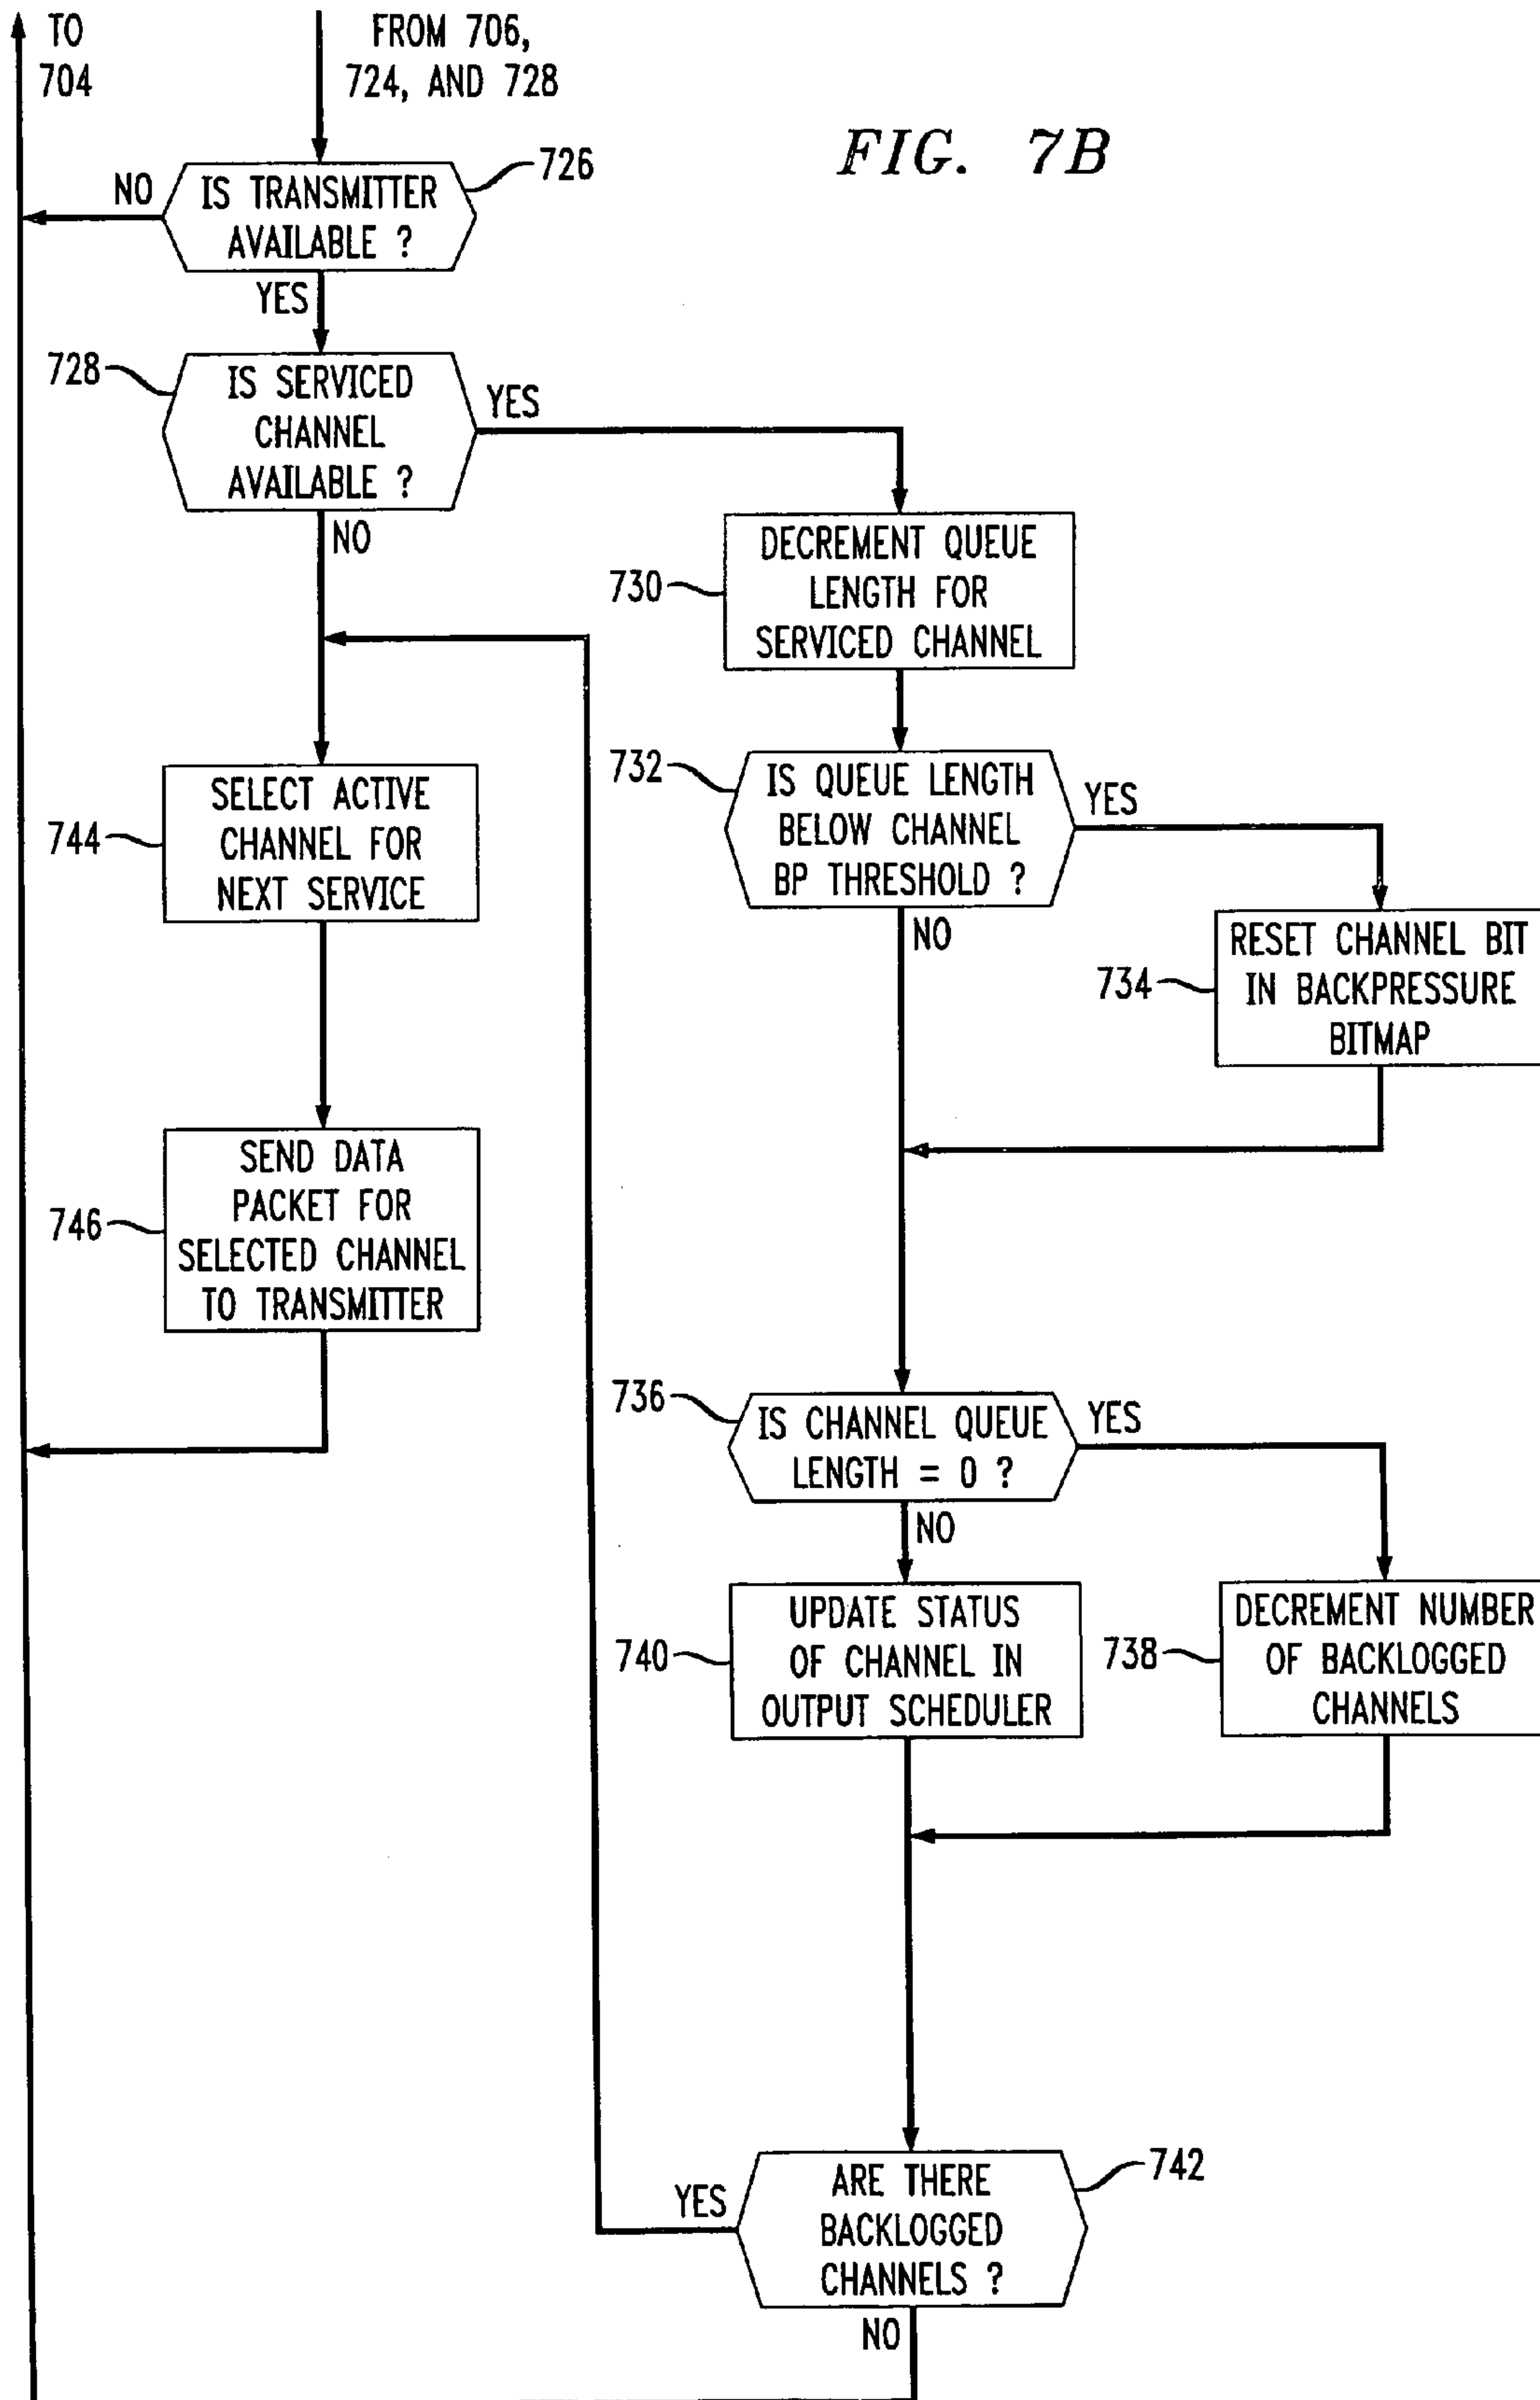 TO
704
FROM 706,
724, AND 728
FIG. 7B
726
NO
IS TRANSMITTER
AVAILABLE ?
YES
728
IS SERVICED
CHANNEL
AVAILABLE ?
YES
NO
730
DECREMENT QUEUE
LENGTH FOR
SERVICED CHANNEL
732
IS QUEUE LENGTH
BELOW CHANNEL
BP THRESHOLD ?
YES
NO
744
SELECT ACTIVE
CHANNEL FOR
NEXT SERVICE
734
RESET CHANNEL BIT
IN BACKPRESSURE
BITMAP
746
SEND DATA
PACKET FOR
SELECTED CHANNEL
TO TRANSMITTER
736
IS CHANNEL QUEUE
LENGTH = 0 ?
YES
NO
740
UPDATE STATUS
OF CHANNEL IN
OUTPUT SCHEDULER
738
DECREMENT NUMBER
OF BACKLOGGED
CHANNELS
742
YES
ARE THERE
BACKLOGGED
CHANNELS ?
NO